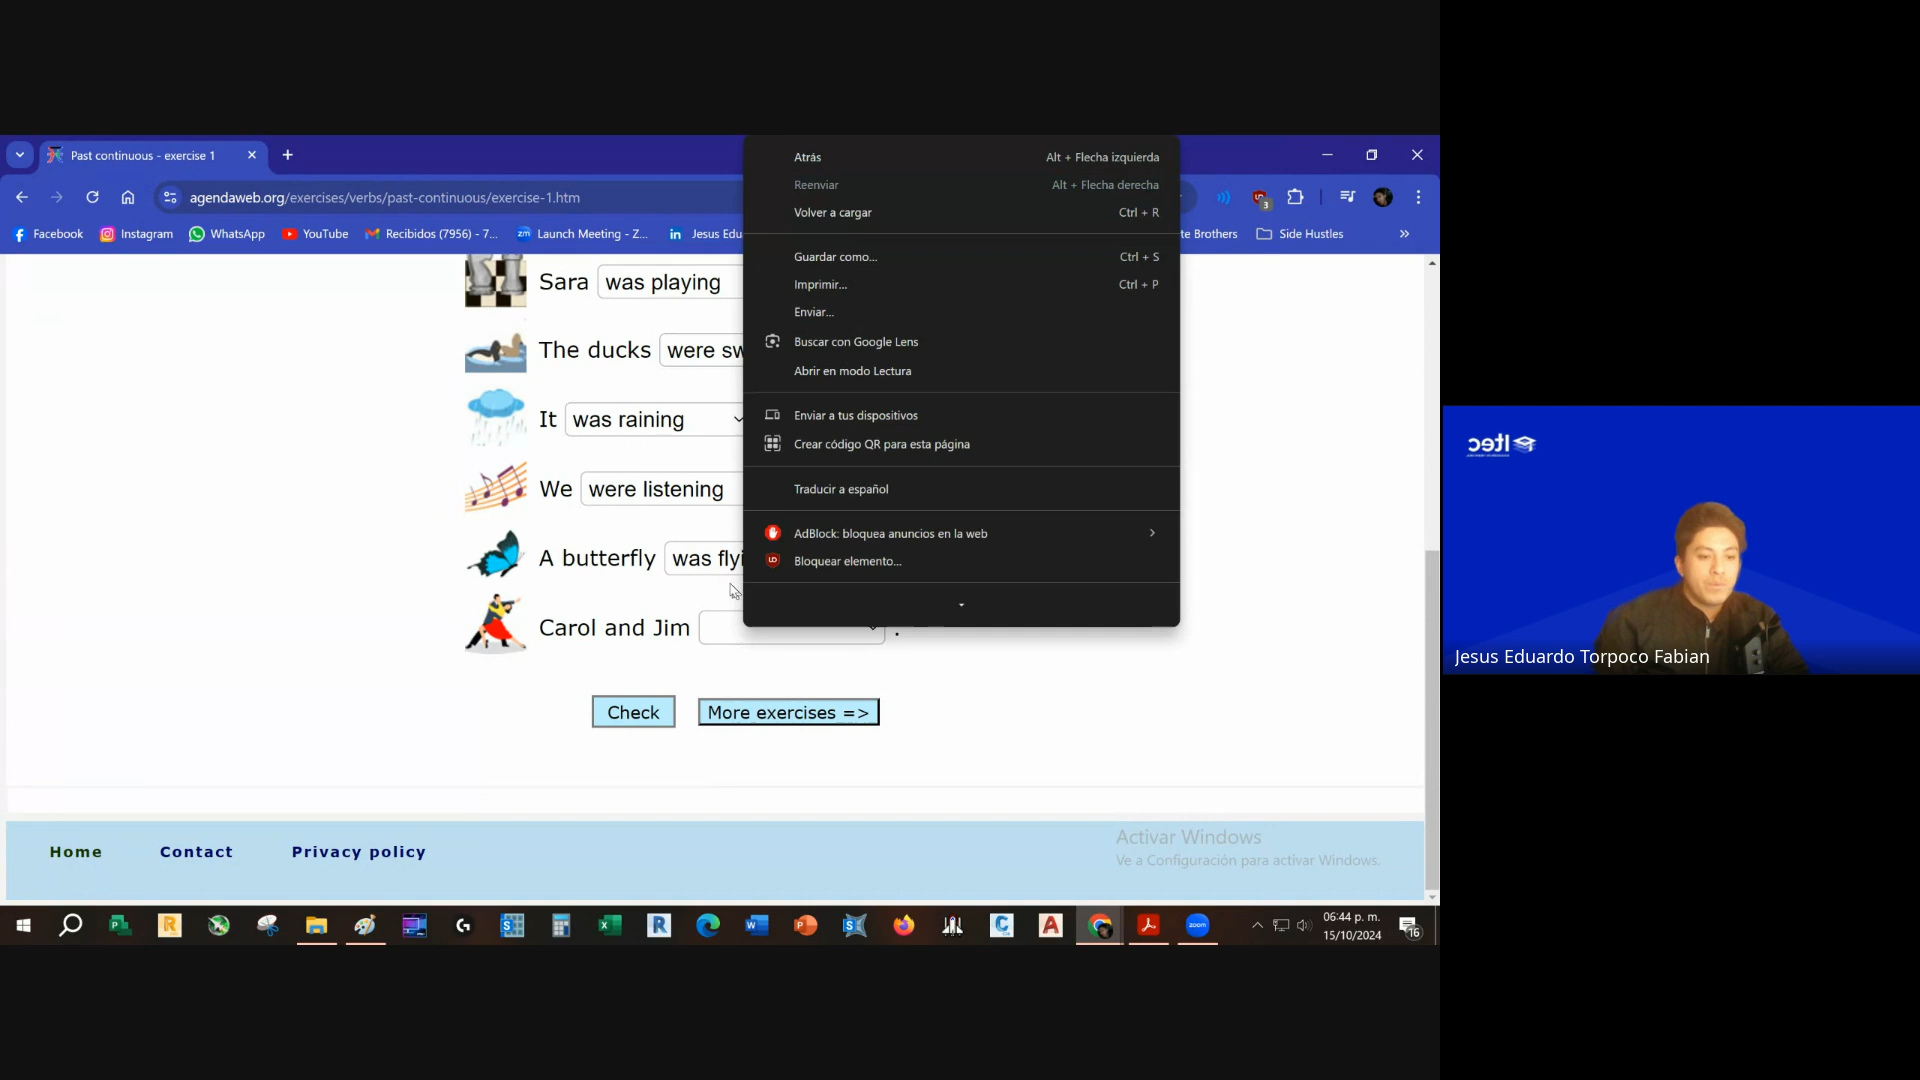 Past continuous - exercise 1
agendaweb.org/exercises/verbs/past-continuous/exercise-1.htm
3
Facebook
Instagram
WhatsApp
YouTube
Recibidos (7956) - 7...
Launch Meeting - Z...
Jesus Edu
te Brothers
Side Hustles
Atrás Alt + Flecha izquierda
Reenviar Alt + Flecha derecha
Volver a cargar Ctrl + R
Guardar como... Ctrl + S
Imprimir... Ctrl + P
Enviar...
Buscar con Google Lens
Abrir en modo Lectura
Enviar a tus dispositivos
Crear código QR para esta página
Traducir a español
AdBlock: bloquea anuncios en la web
Bloquear elemento...
Sara was playing
The ducks were sw
It was raining
We were listening
A butterfly was flyi
Carol and Jim .
Check
More exercises =>
Home
Contact
Privacy policy
Activar Windows
Ve a Configuración para activar Windows.
06:44 p. m.
15/10/2024
16
zoom
Itec
Jesus Eduardo Torpoco Fabian